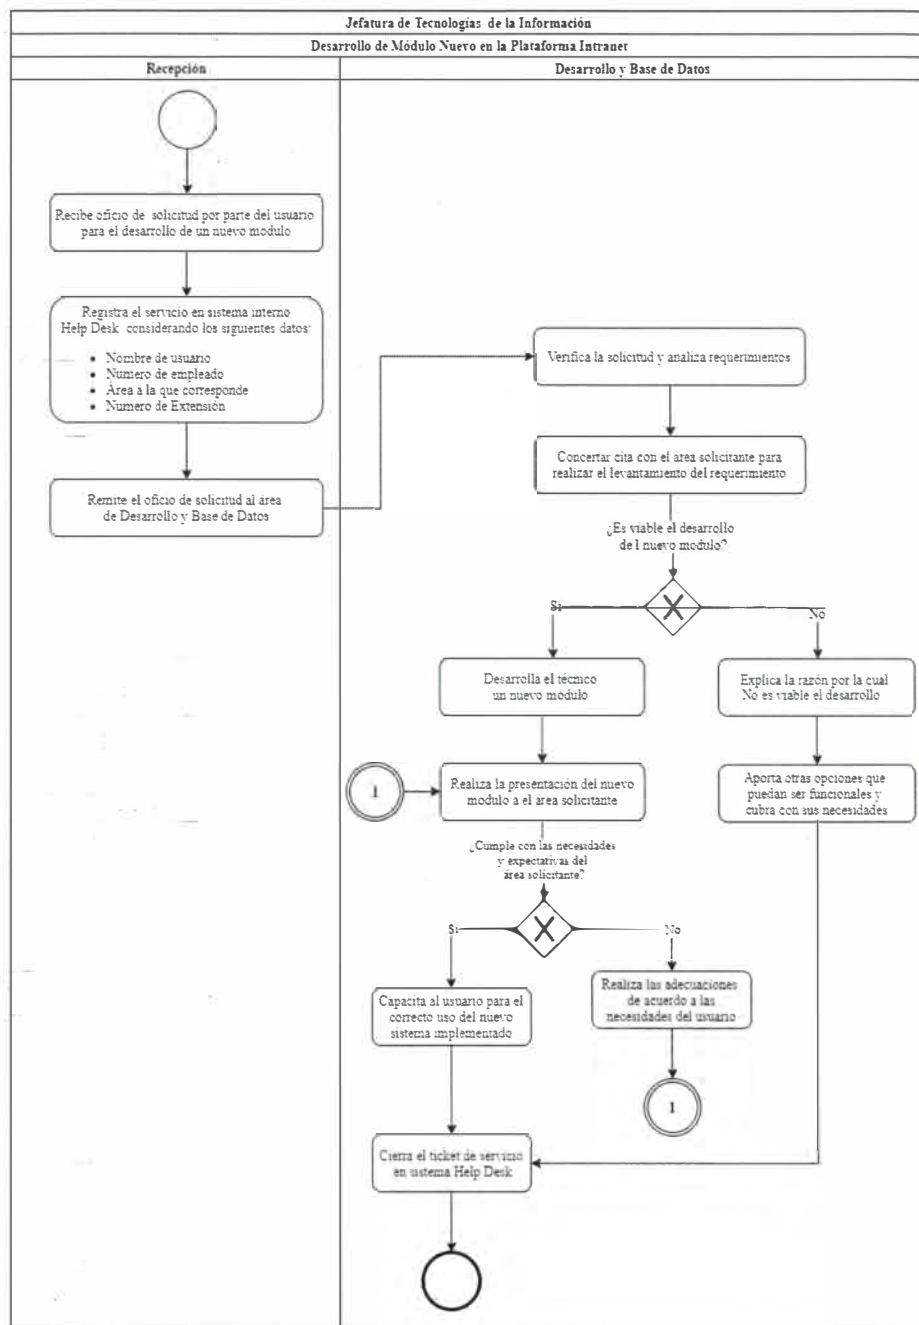 Jefatura de Tecnologías de la Información
Desarrollo de Módulo Nuevo en la Plataforma Intranet
Recepción
Desarrollo y Base de Datos
Recibe oficio de solicitud por parte del usuario
para el desarrollo de un nuevo modulo
Registra el servicio en sistema interno
Help Desk considerando los siguientes datos:
• Nombre de usuario
• Numero de empleado
• Área a la que corresponde
• Numero de Extensión
Remite el oficio de solicitud al área
de Desarrollo y Base de Datos
Verifica la solicitud y analiza requerimientos
Concertar cita con el area solicitante para
realizar el levantamiento del requerimiento
¿Es viable el desarrollo
de l nuevo modulo?
Si
No
Desarrolla el técnico
un nuevo modulo
Explica la razón por la cual
No es viable el desarrollo
1
Realiza la presentación del nuevo
modulo a el área solicitante
Aporta otras opciones que
puedan ser funcionales y
cubra con sus necesidades
¿Cumple con las necesidades
y expectativas del
área solicitante?
Si
No
Capacita al usuario para el
correcto uso del nuevo
sistema implementado
Realiza las adecuaciones
de acuerdo a las
necesidades del usuario
1
Cierra el ticket de servicio
en sistema Help Desk